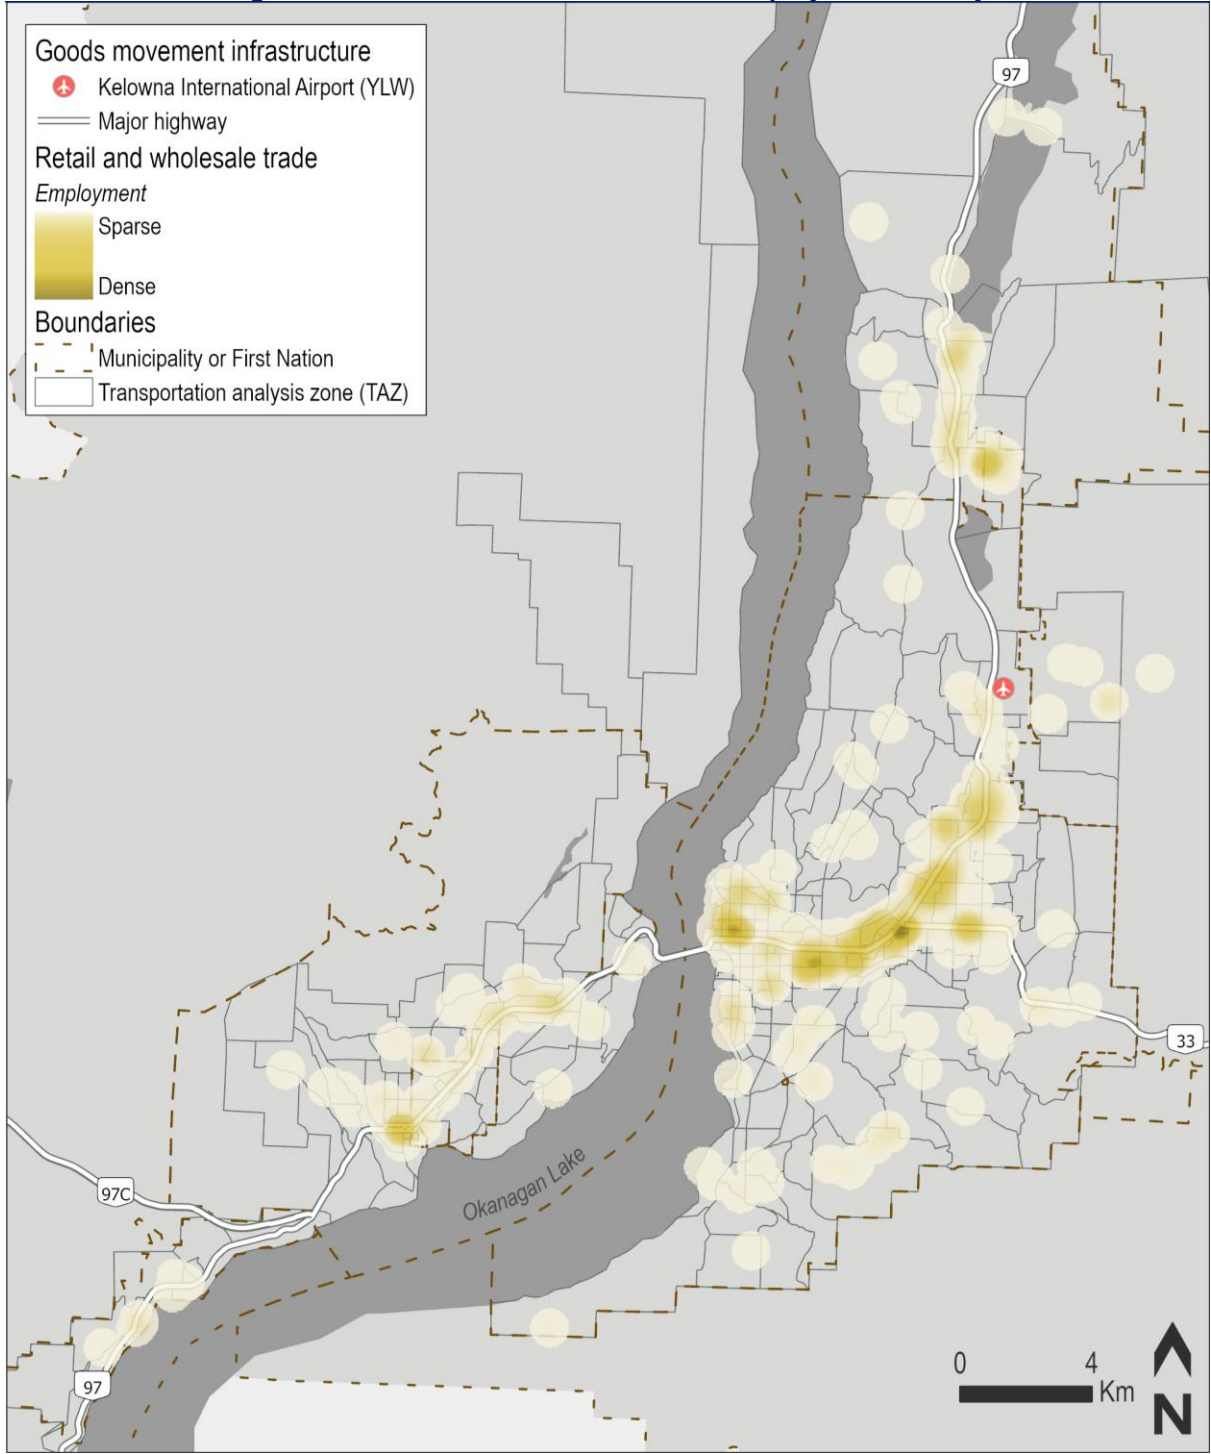 Goods movement infrastructure
Kelowna International Airport (YLW)
Major highway
Retail and wholesale trade
Employment
Sparse
Dense
Boundaries
Municipality or First Nation
Transportation analysis zone (TAZ)
97
33
97C
Okanagan Lake
97
0 4
Km
N